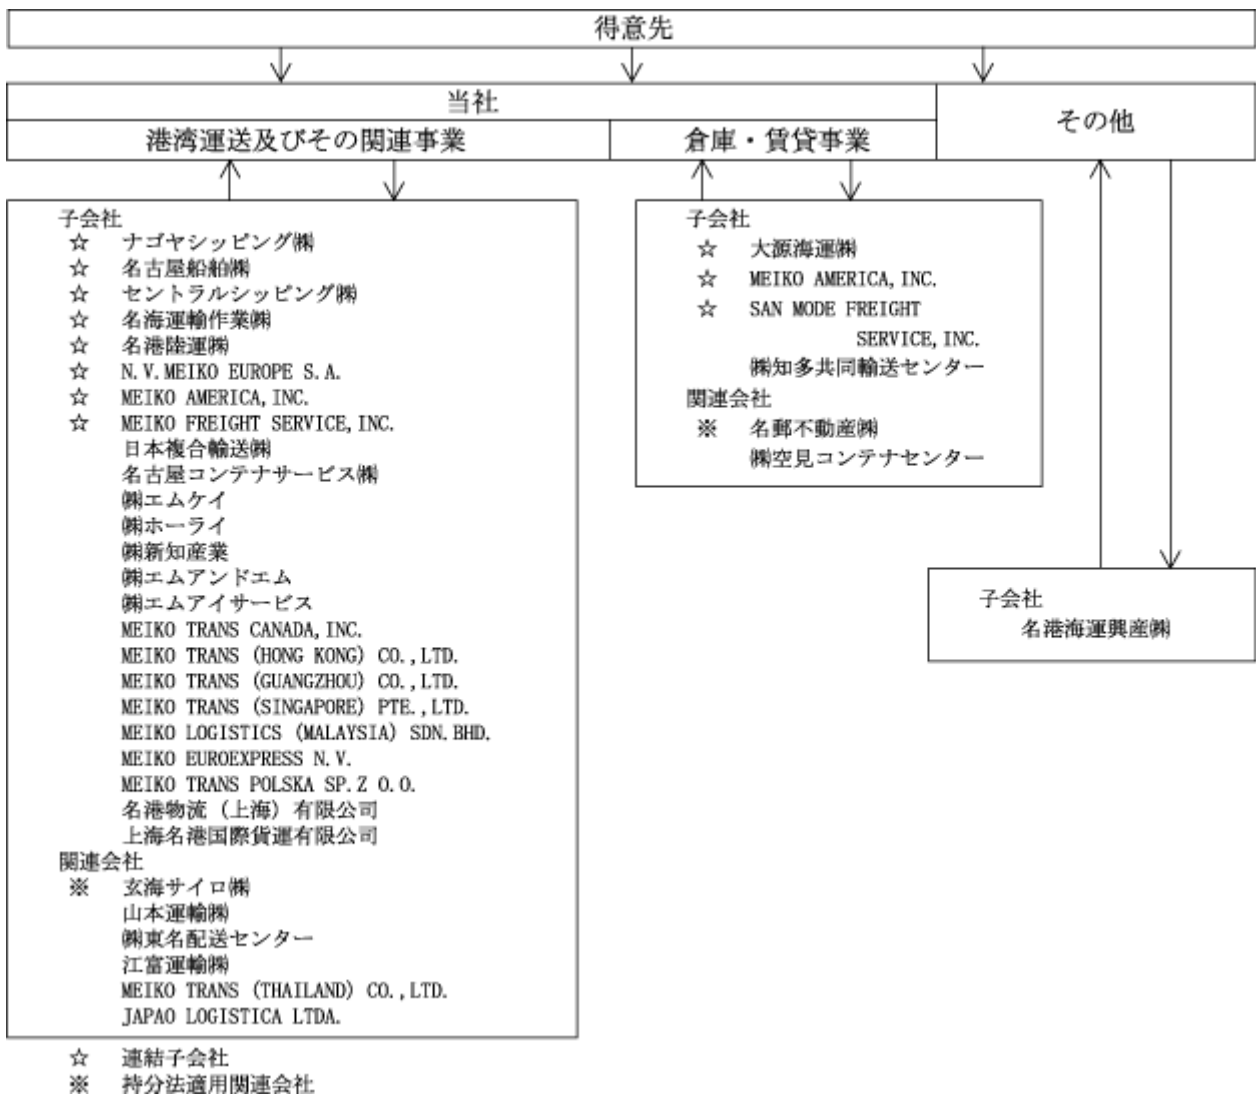 得意先
当社
その他
港湾運送及びその関連事業
倉庫・賃貸事業
子会社
☆ ナゴヤシッピング㈱
☆ 名古屋船舶㈱
☆ セントラルシッピング㈱
☆ 名海運輸作業㈱
☆ 名港陸運㈱
☆ N.V.MEIKO EUROPE S.A.
☆ MEIKO AMERICA,INC.
☆ MEIKO FREIGHT SERVICE,INC.
日本複合輸送㈱
名古屋コンテナサービス㈱
㈱エムケイ
㈱ホーライ
㈱新知産業
㈱エムアンドエム
㈱エムアイサービス
MEIKO TRANS CANADA,INC.
MEIKO TRANS (HONG KONG) CO.,LTD.
MEIKO TRANS (GUANGZHOU) CO.,LTD.
MEIKO TRANS (SINGAPORE) PTE.,LTD.
MEIKO LOGISTICS (MALAYSIA) SDN.BHD.
MEIKO EUROEXPRESS N.V.
MEIKO TRANS POLSKA SP.Z O.O.
名港物流（上海）有限公司
上海名港国際貨運有限公司
関連会社
※ 玄海サイロ㈱
山本運輸㈱
㈱東名配送センター
江富運輸㈱
MEIKO TRANS (THAILAND) CO.,LTD.
JAPAO LOGISTICA LTDA.
子会社
☆ 大源海運㈱
☆ MEIKO AMERICA,INC.
☆ SAN MODE FREIGHT
SERVICE,INC.
㈱知多共同輸送センター
関連会社
※ 名郵不動産㈱
㈱空見コンテナセンター
子会社
名港海運興産㈱
☆ 連結子会社
※ 持分法適用関連会社